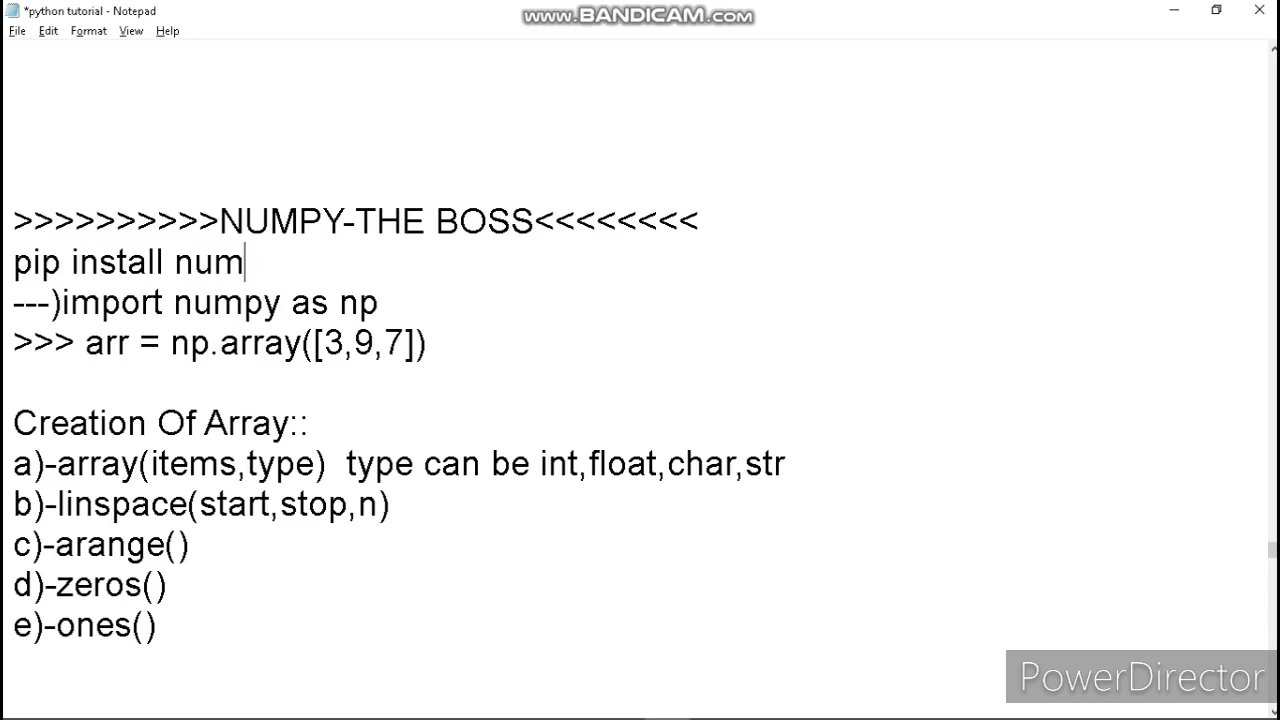 *python tutorial - Notepad
www.BANDICAM.com
File Edit Format View Help
>>>>>>>>>>NUMPY-THE BOSS<<<<<<<<
pip install num
---)import numpy as np
>>> arr = np.array([3,9,7])
Creation Of Array::
a)-array(items,type)  type can be int,float,char,str
b)-linspace(start,stop,n)
c)-arange()
d)-zeros()
e)-ones()
PowerDirector